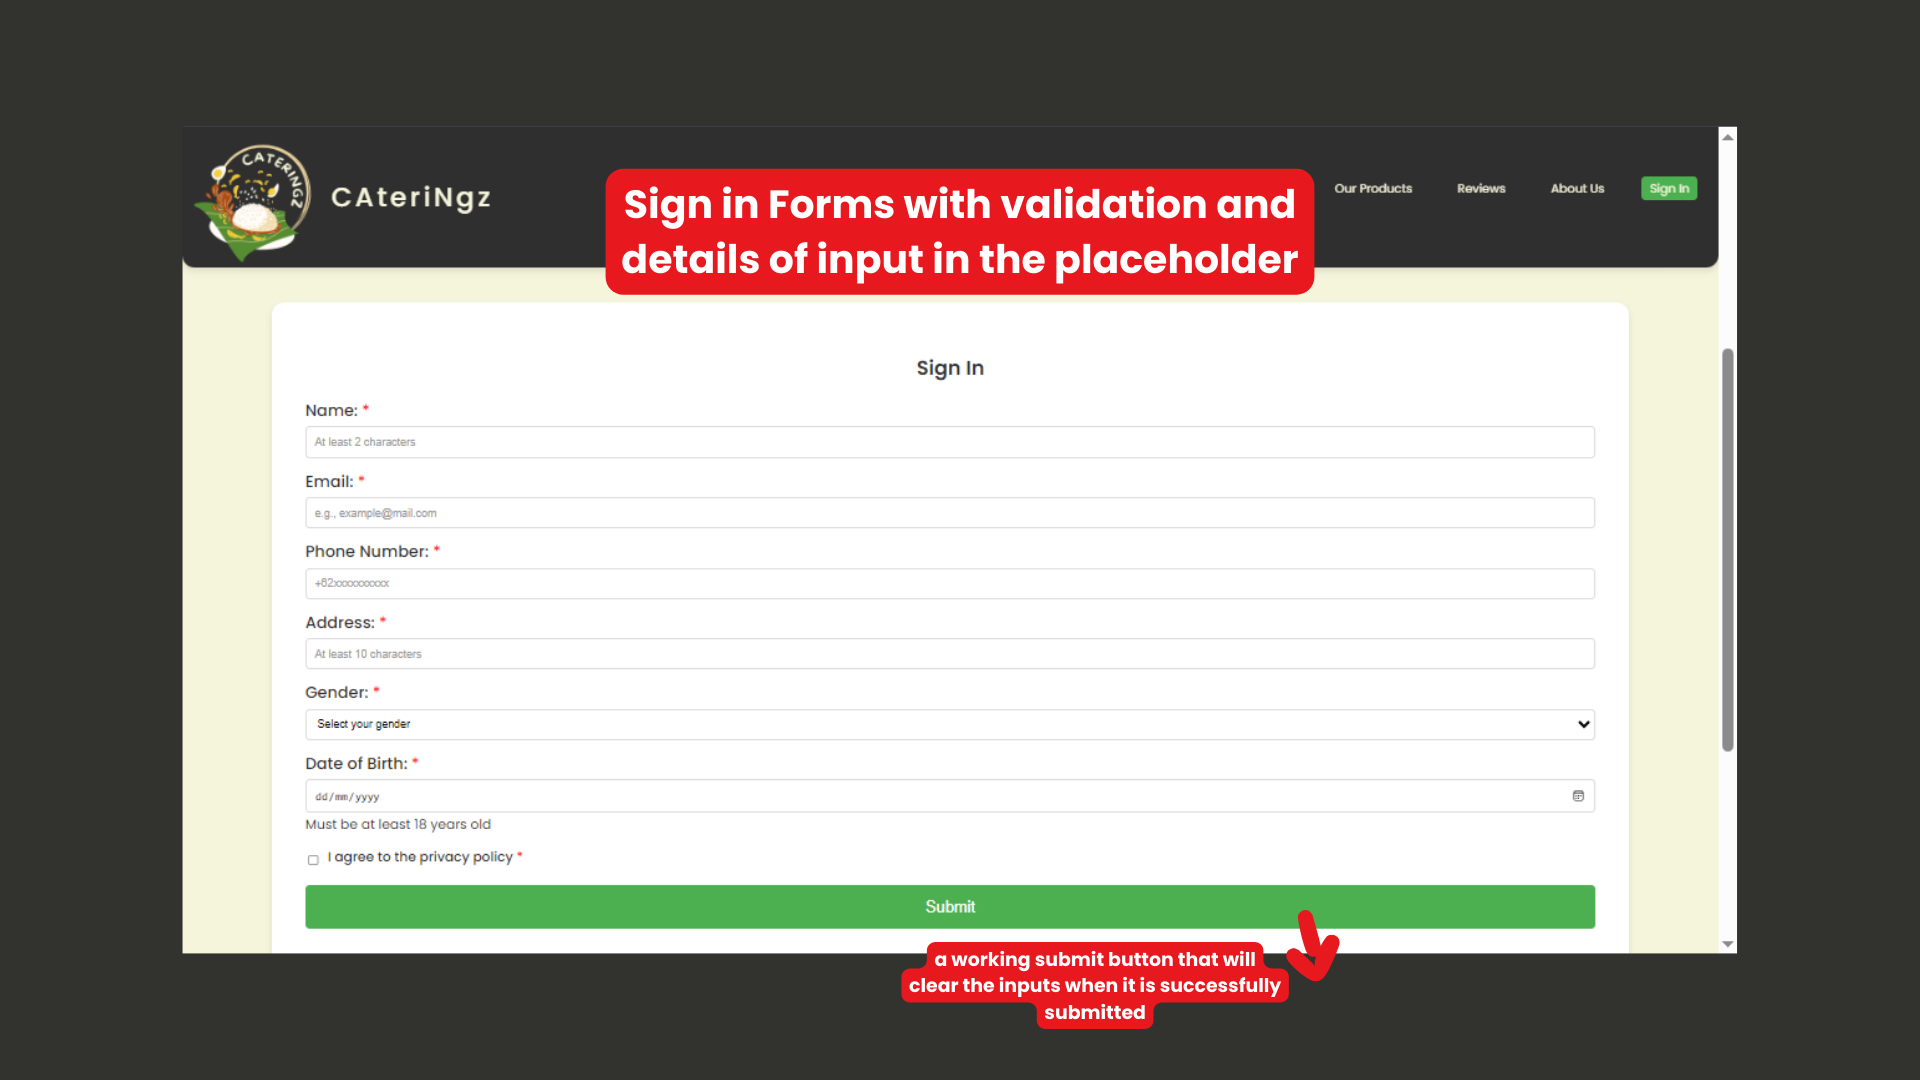 CATERINGZ
CAteriNgz
Sign in Forms with validation and
details of input in the placeholder
Our Products
Reviews
About Us
Sign In
Sign In
Name: *
At least 2 characters
Email: *
e.g., example@mail.com
Phone Number: *
+62xxxxxxxxxx
Address: *
At least 10 characters
Gender: *
Select your gender
Date of Birth: *
dd/mm/yyyy
Must be at least 18 years old
I agree to the privacy policy *
Submit
a working submit button that will
clear the inputs when it is successfully
submitted